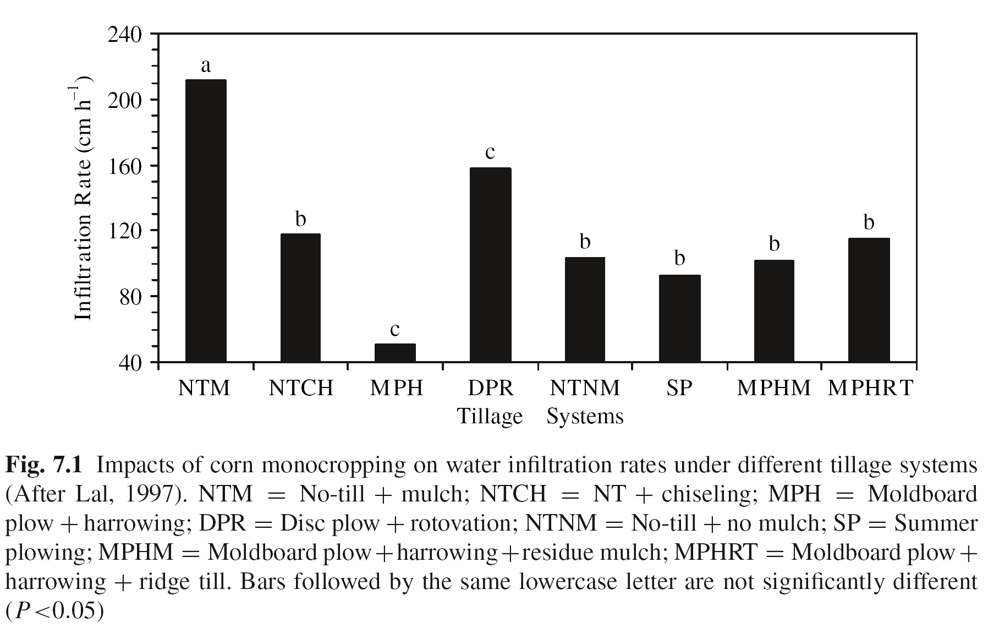 240
200
160
120
80
40
Infiltration Rate (cm h⁻¹)
a
b
c
c
b
b
b
b
NTM NTCH MPH DPR NTNM SP MPHM MPHRT
Tillage Systems
Fig. 7.1 Impacts of corn monocropping on water infiltration rates under different tillage systems
(After Lal, 1997). NTM = No-till + mulch; NTCH = NT + chiseling; MPH = Moldboard
plow + harrowing; DPR = Disc plow + rotovation; NTNM = No-till + no mulch; SP = Summer
plowing; MPHM = Moldboard plow+harrowing+residue mulch; MPHRT = Moldboard plow+
harrowing + ridge till. Bars followed by the same lowercase letter are not significantly different
(P<0.05)